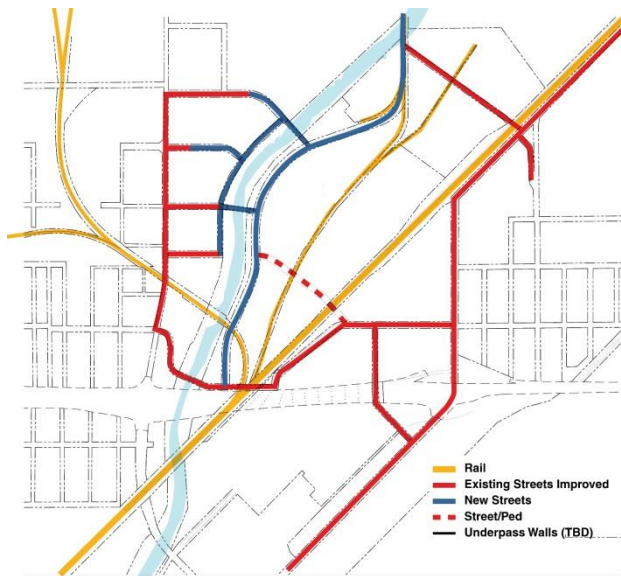 Rail
Existing Streets Improved
New Streets
Street/Ped
Underpass Walls (TBD)